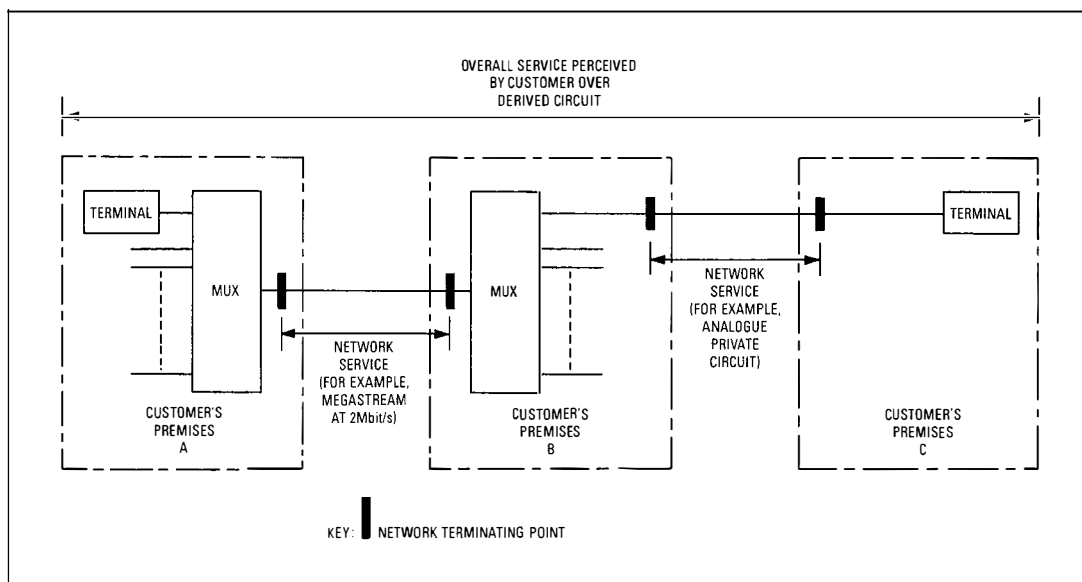 OVERALL SERVICE PERCEIVED
BY CUSTOMER OVER
DERIVED CIRCUIT
TERMINAL
MUX
CUSTOMER'S
PREMISES
A
NETWORK
SERVICE
(FOR EXAMPLE,
MEGASTREAM
AT 2Mbit/s)
MUX
CUSTOMER'S
PREMISES
B
NETWORK
SERVICE
(FOR EXAMPLE,
ANALOGUE
PRIVATE
CIRCUIT)
TERMINAL
CUSTOMER'S
PREMISES
C
KEY: NETWORK TERMINATING POINT